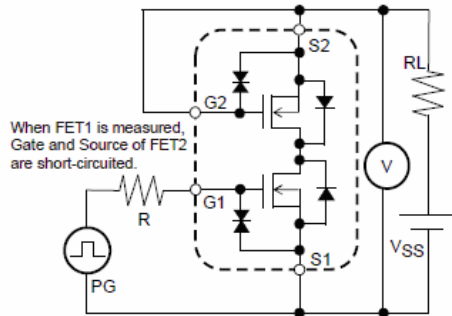 S2
RL
G2
When FET1 is measured,
Gate and Source of FET2
are short-circuited.
V
G1
R
VSS
S1
PG